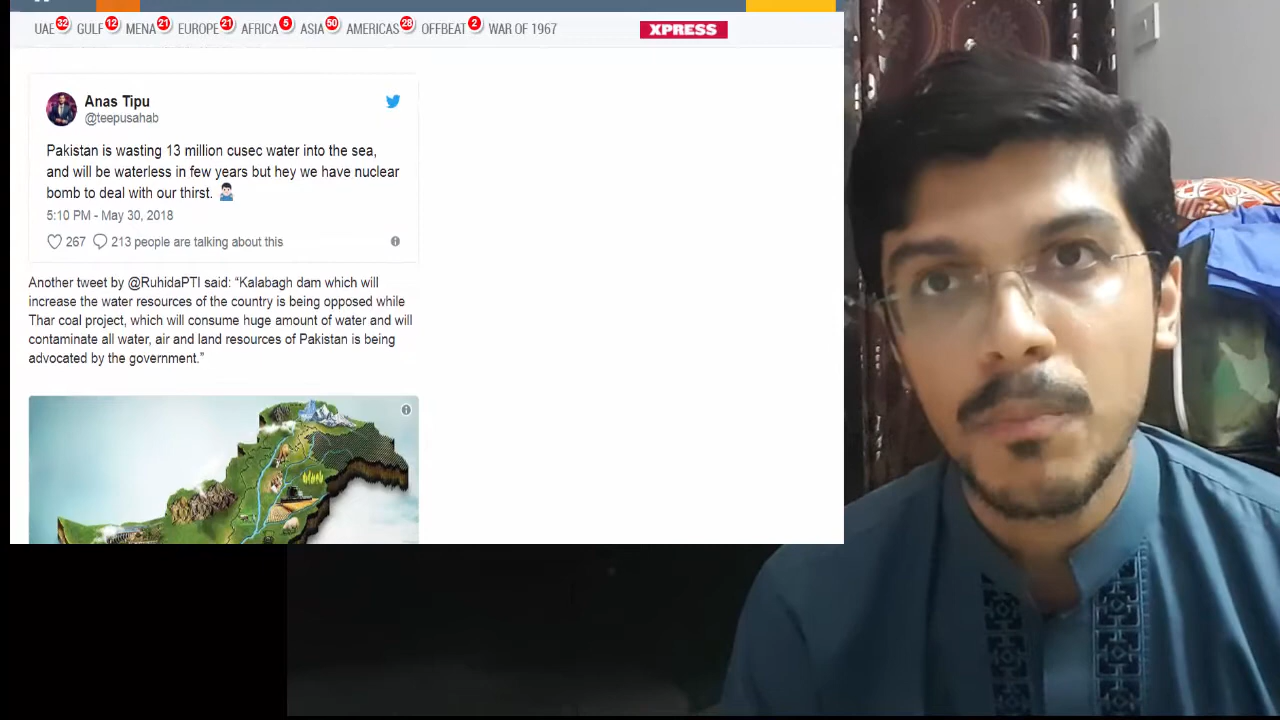 UAE 32 GULF 12 MENA 21 EUROPE 21 AFRICA 5 ASIA 50 AMERICAS 28 OFFBEAT 2 WAR OF 1967
XPRESS
Anas Tipu
@teepusahab
Pakistan is wasting 13 million cusec water into the sea,
and will be waterless in few years but hey we have nuclear
bomb to deal with our thirst.
5:10 PM - May 30, 2018
267 213 people are talking about this
Another tweet by @RuhidaPTI said: “Kalabagh dam which will
increase the water resources of the country is being opposed while
Thar coal project, which will consume huge amount of water and will
contaminate all water, air and land resources of Pakistan is being
advocated by the government.”